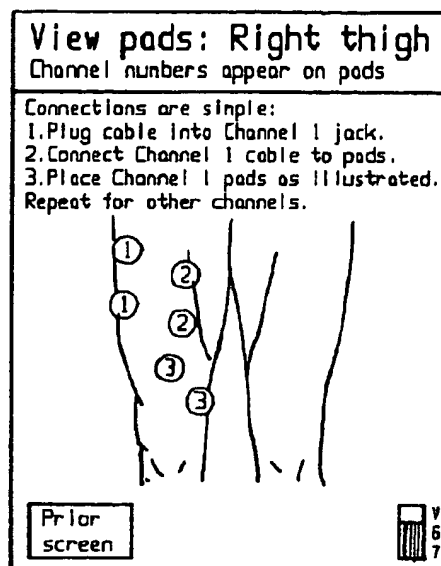 View pads: Right thigh
Channel numbers appear on pads
Connections are simple:
1.Plug cable into Channel 1 jack.
2.Connect Channel 1 cable to pads.
3.Place Channel 1 pads as illustrated.
Repeat for other channels.
1
2
1
2
3
3
Prior
screen
V
6
7